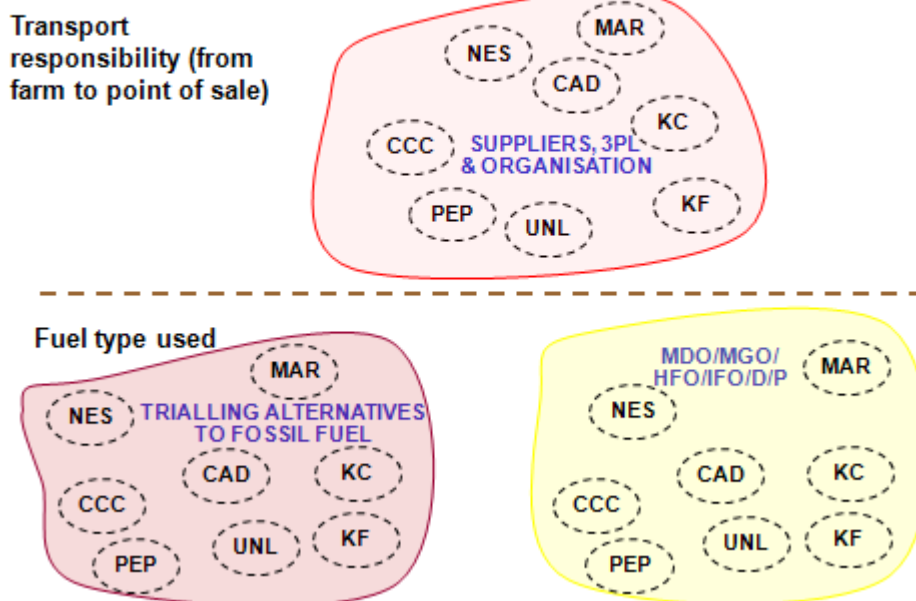 Transport
responsibility (from
farm to point of sale)
MAR
NES
CAD
KC
CCC
SUPPLIERS, 3PL
& ORGANISATION
PEP
UNL
KF
Fuel type used
MAR
NES
TRIALLING ALTERNATIVES
TO FOSSIL FUEL
CAD
KC
CCC
UNL
KF
PEP
MDO/MGO/
HFO/IFO/D/P
MAR
NES
CAD
KC
CCC
UNL
KF
PEP